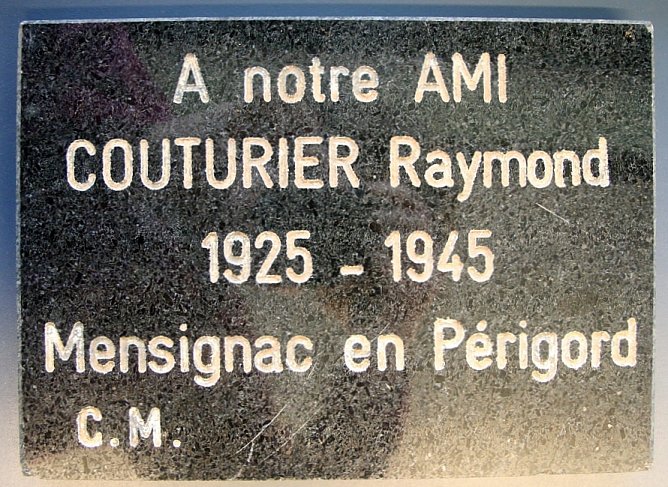 A notre AMI
COUTURIER Raymond
1925 - 1945
Mensignac en Périgord
C.M.